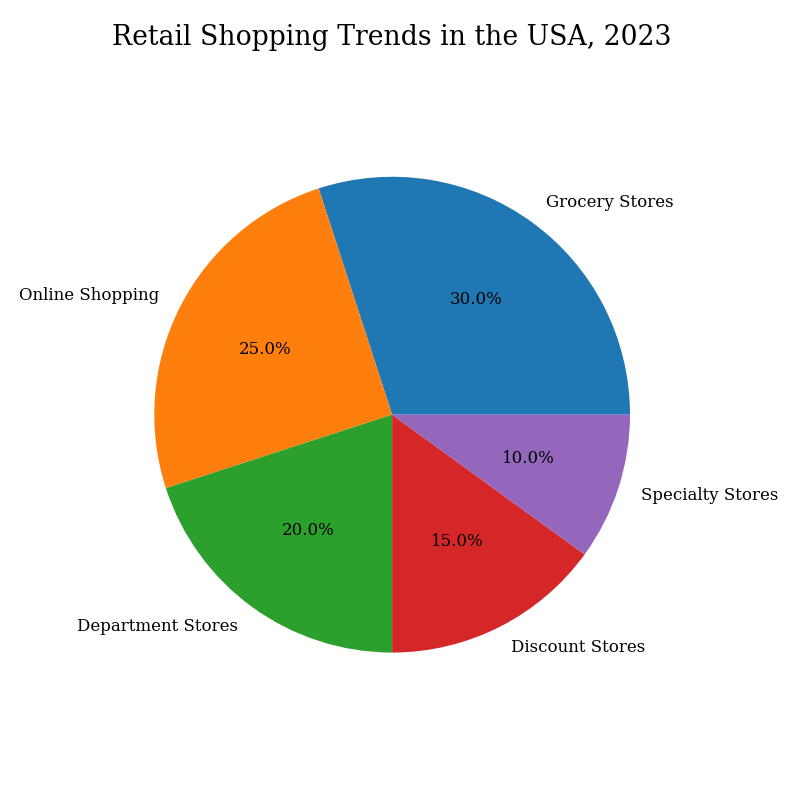 Retail Shopping Trends in the USA, 2023
Grocery Stores
30.0%
Online Shopping
25.0%
Department Stores
20.0%
Discount Stores
15.0%
Specialty Stores
10.0%